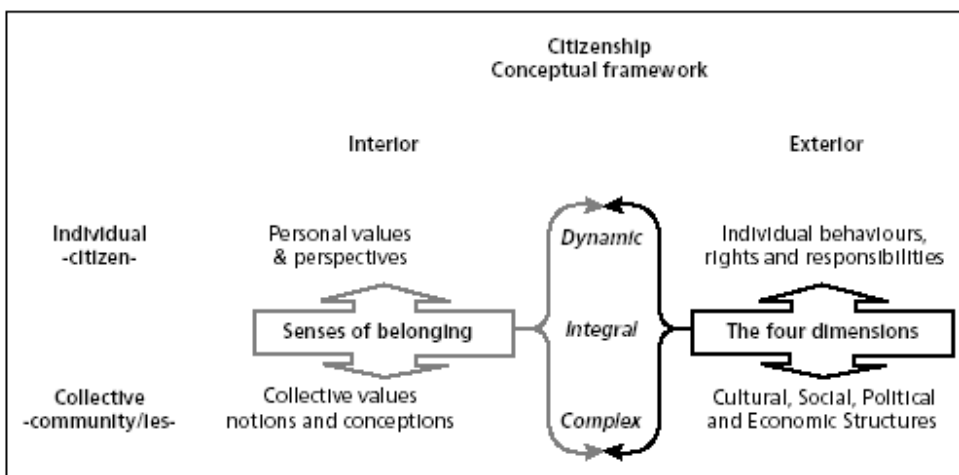 Citizenship
Conceptual framework
Interior
Exterior
Individual
-citizen-
Personal values
& perspectives
Dynamic
Individual behaviours,
rights and responsibilities
Senses of belonging
Integral
The four dimensions
Collective
-community/ies-
Collective values
notions and conceptions
Complex
Cultural, Social, Political
and Economic Structures